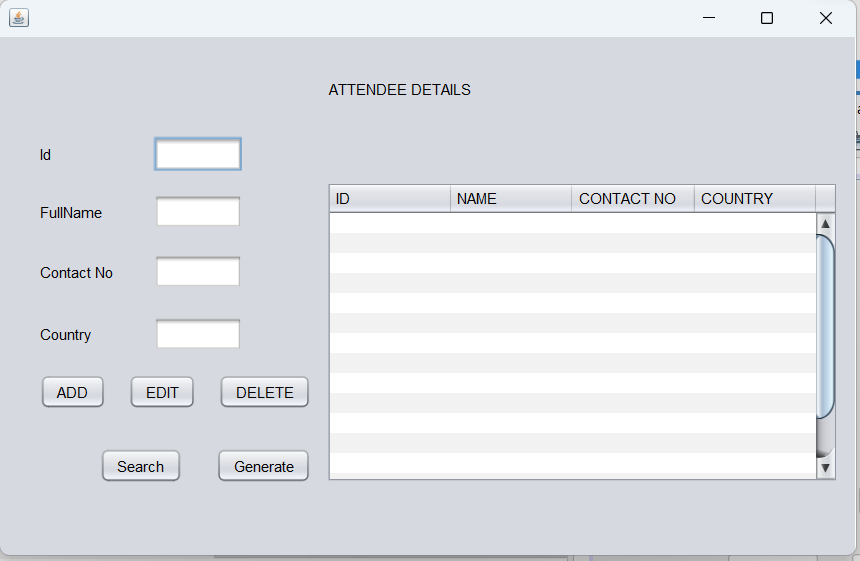 ATTENDEE DETAILS
Id
FullName
Contact No
Country
ADD EDIT DELETE
Search Generate
ID NAME CONTACT NO COUNTRY